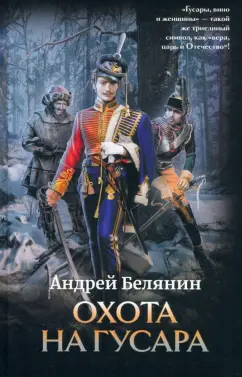 «Гусары, вино
и женщины» — такой
же триединый
символ, как «вера,
царь и Отечество»!
Андрей Белянин
ОХОТА
НА ГУСАРА